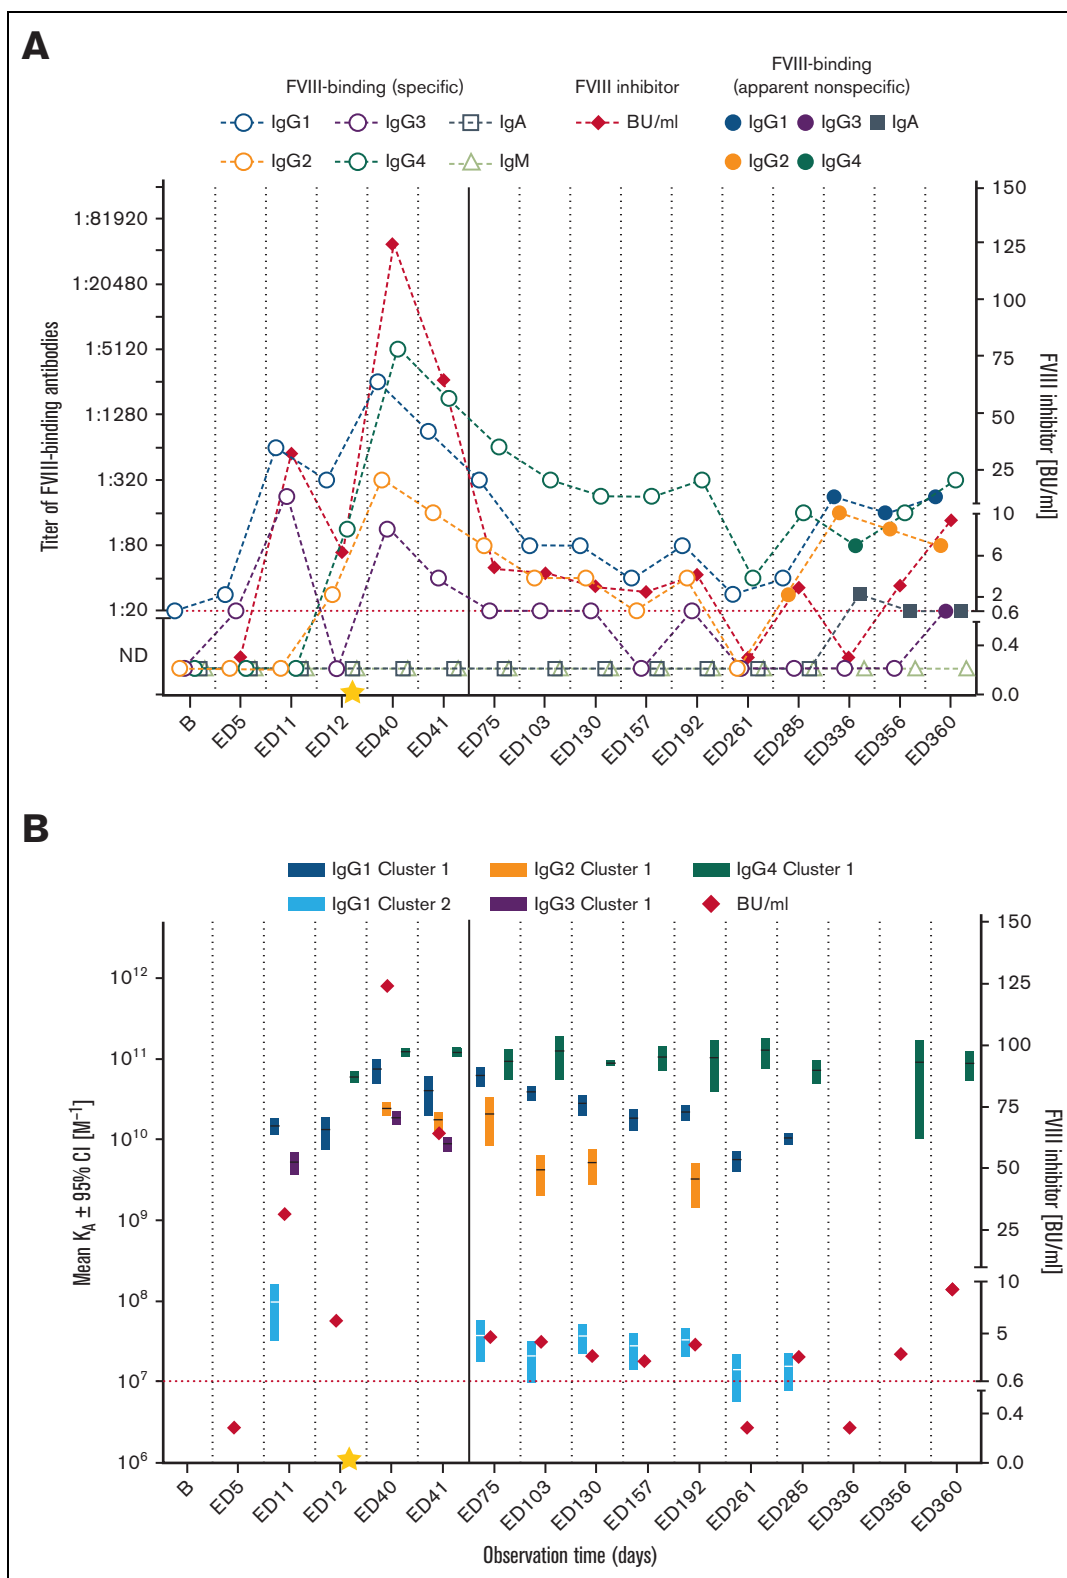 A
FVIII-binding (specific)
FVIII inhibitor
FVIII-binding
(apparent nonspecific)
IgG1
IgG3
IgA
BU/ml
IgG1
IgG3
IgA
IgG2
IgG4
IgM
IgG2
IgG4
Titer of FVIII-binding antibodies
1:81920
1:20480
1:5120
1:1280
1:320
1:80
1:20
ND
150
125
100
75
50
25
10
6
2
0.6
0.4
0.0
FVIII inhibitor [BU/ml]
B
ED5
ED11
ED12
ED40
ED41
ED75
ED103
ED130
ED157
ED192
ED261
ED285
ED336
ED356
ED360
B
IgG1 Cluster 1
IgG2 Cluster 1
IgG4 Cluster 1
IgG1 Cluster 2
IgG3 Cluster 1
BU/ml
Mean K_A ± 95% CI [M⁻¹]
10¹²
10¹¹
10¹⁰
10⁹
10⁸
10⁷
10⁶
150
125
100
75
50
25
10
5
0.6
0.4
0.0
FVIII inhibitor [BU/ml]
B
ED5
ED11
ED12
ED40
ED41
ED75
ED103
ED130
ED157
ED192
ED261
ED285
ED336
ED356
ED360
Observation time (days)